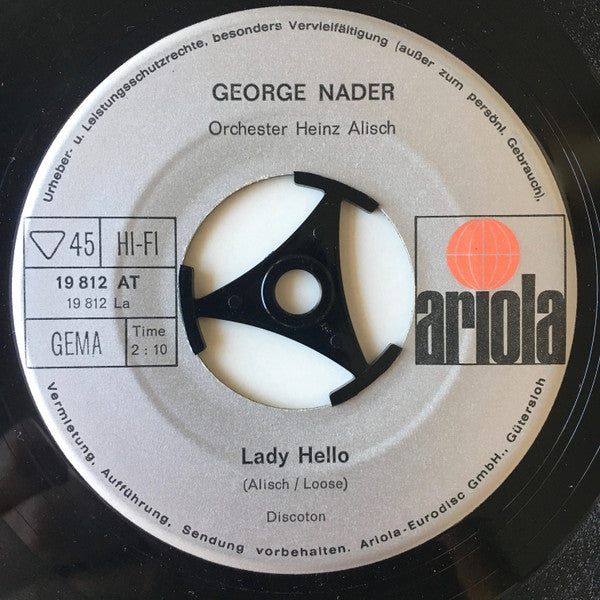 Urheber- u. Leistungsschutzrechte, besonders Vervielfältigung (außer zum persönl. Gebrauch),
GEORGE NADER
Orchester Heinz Alisch
45 HI-FI
19 812 AT
19 812 La
GEMA Time 2 : 10
ariola
Lady Hello
(Alisch / Loose)
Discoton
Vermietung, Aufführung, Sendung vorbehalten. Ariola-Eurodisc GmbH., Gütersloh